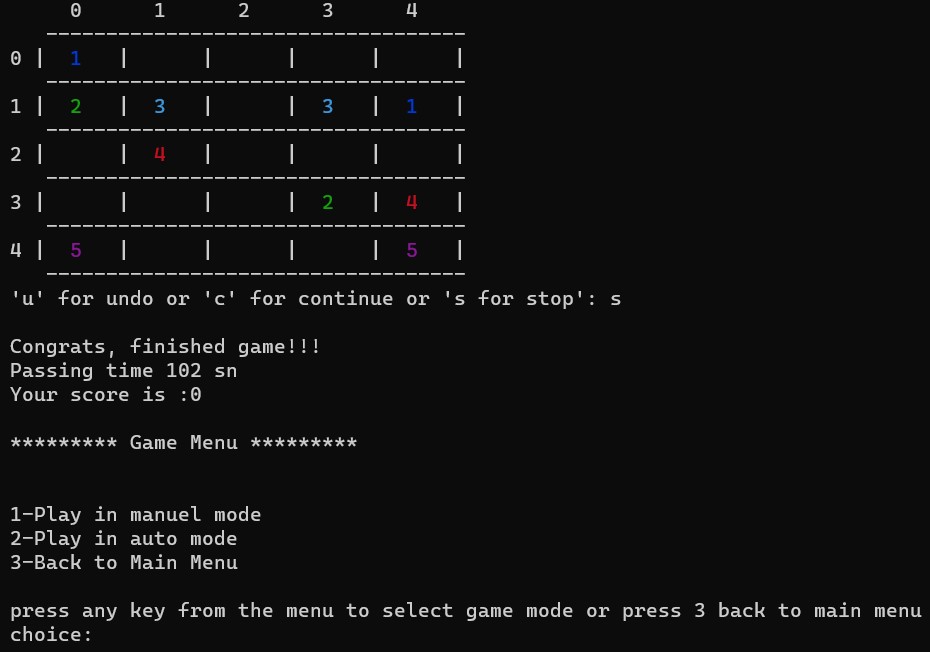 0      1      2      3      4
   -----------------------------------
0 |  1   |      |      |      |      |
   -----------------------------------
1 |  2   |  3   |      |  3   |  1   |
   -----------------------------------
2 |      |  4   |      |      |      |
   -----------------------------------
3 |      |      |      |  2   |  4   |
   -----------------------------------
4 |  5   |      |      |      |  5   |
   -----------------------------------
'u' for undo or 'c' for continue or 's for stop': s
Congrats, finished game!!!
Passing time 102 sn
Your score is :0
********* Game Menu *********
1-Play in manuel mode
2-Play in auto mode
3-Back to Main Menu
press any key from the menu to select game mode or press 3 back to main menu
choice: